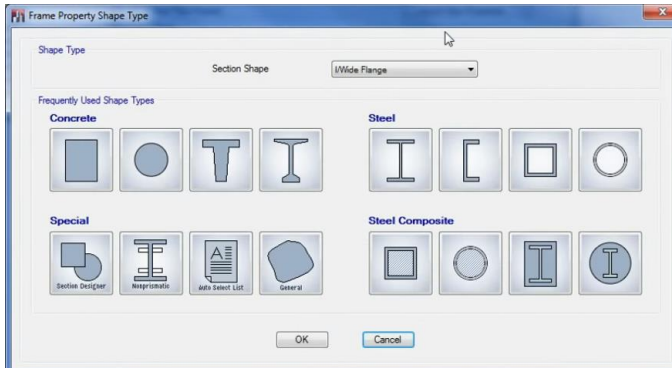 Frame Property Shape Type
Shape Type
Section Shape
I/Wide Flange
Frequently Used Shape Types
Concrete
Steel
Special
Steel Composite
Section Designer
Nonprismatic
Auto Select List
General
OK
Cancel